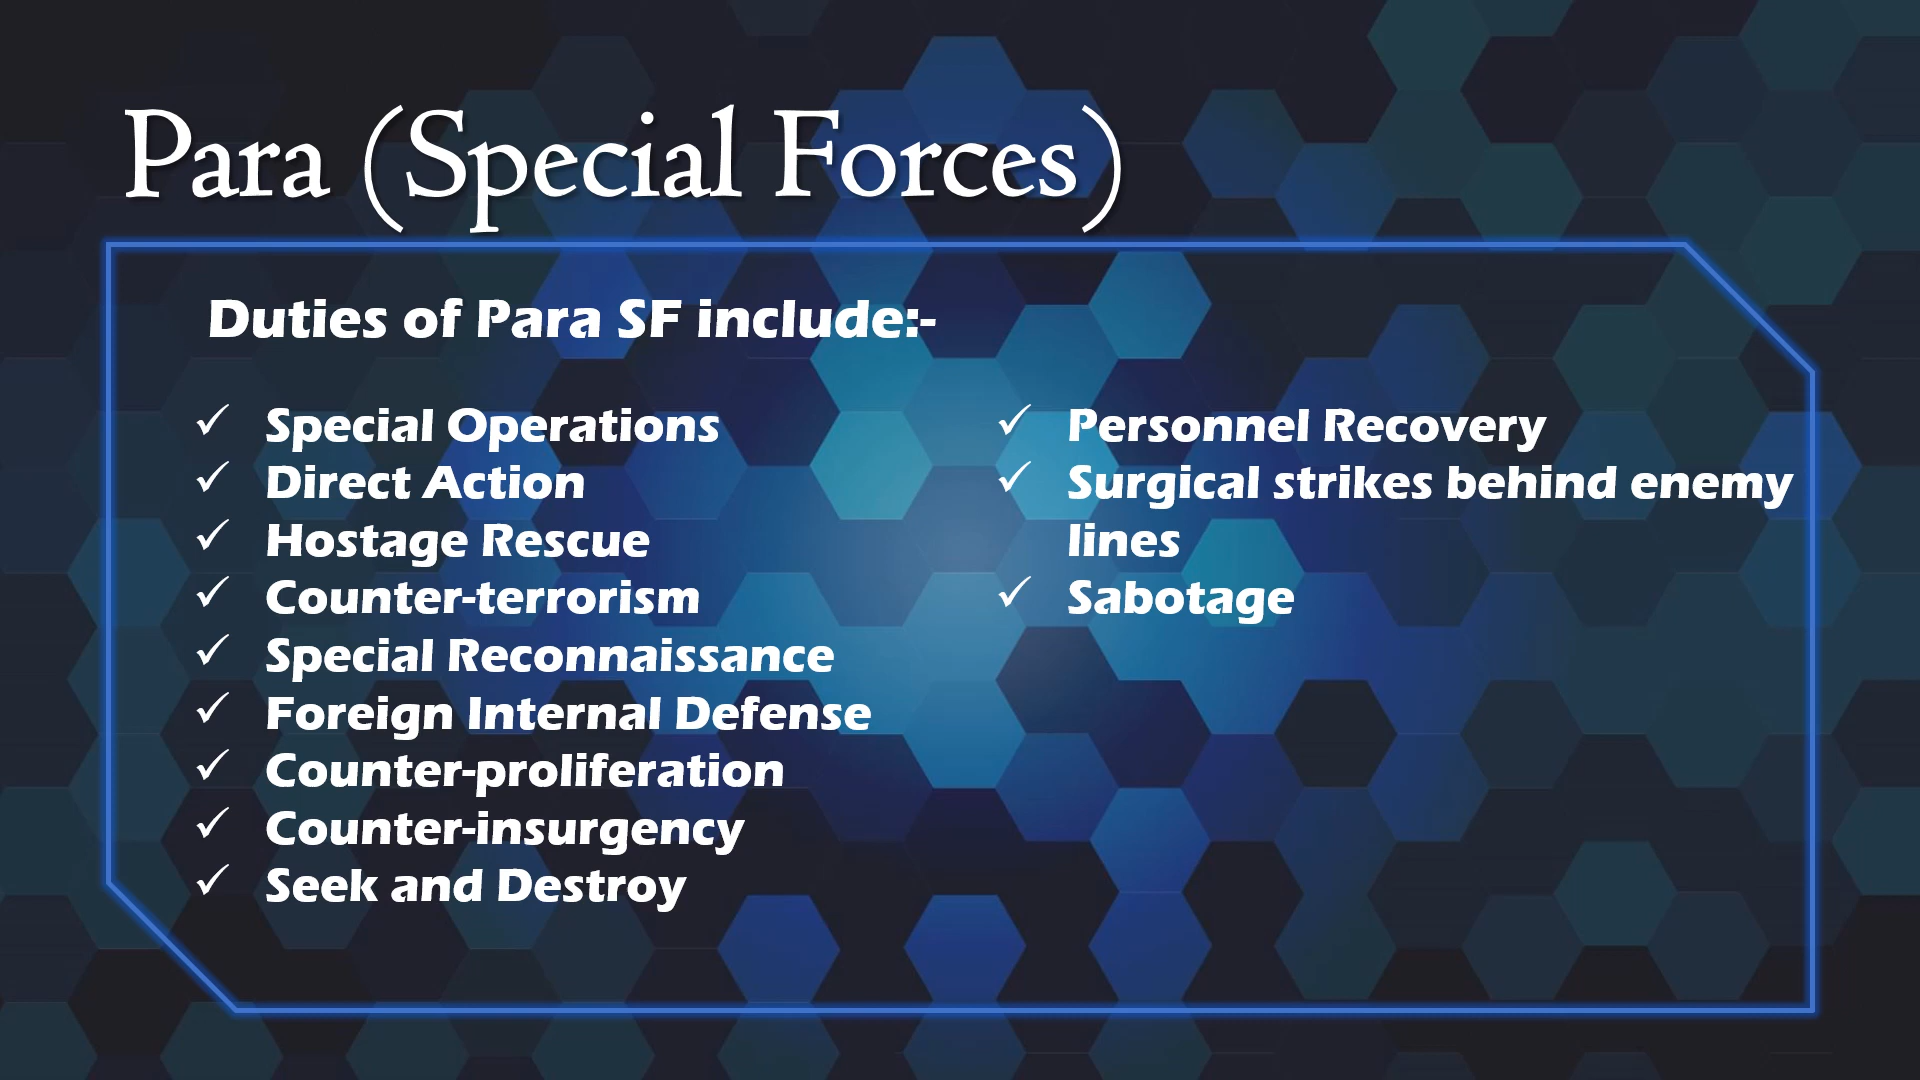 Para (Special Forces)
Duties of Para SF include:-
✓ Special Operations
✓ Direct Action
✓ Hostage Rescue
✓ Counter-terrorism
✓ Special Reconnaissance
✓ Foreign Internal Defense
✓ Counter-proliferation
✓ Counter-insurgency
✓ Seek and Destroy
✓ Personnel Recovery
✓ Surgical strikes behind enemy
lines
✓ Sabotage